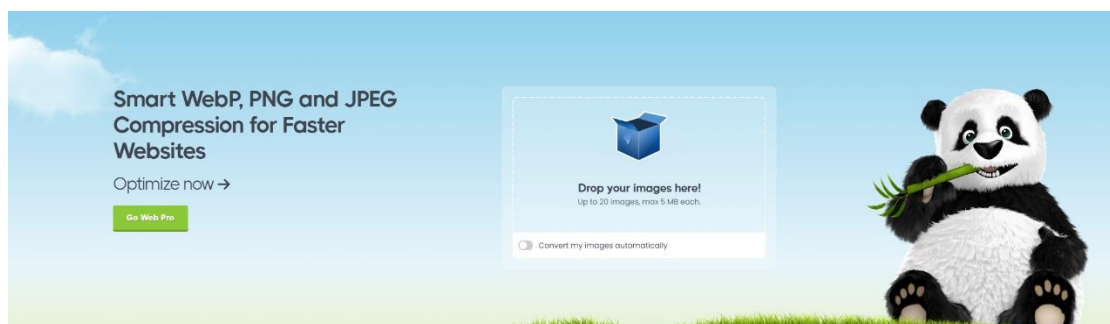 Smart WebP, PNG and JPEG
Compression for Faster
Websites
Optimize now →
Go Web Pro
Drop your images here!
Up to 20 images, max 5 MB each.
Convert my images automatically